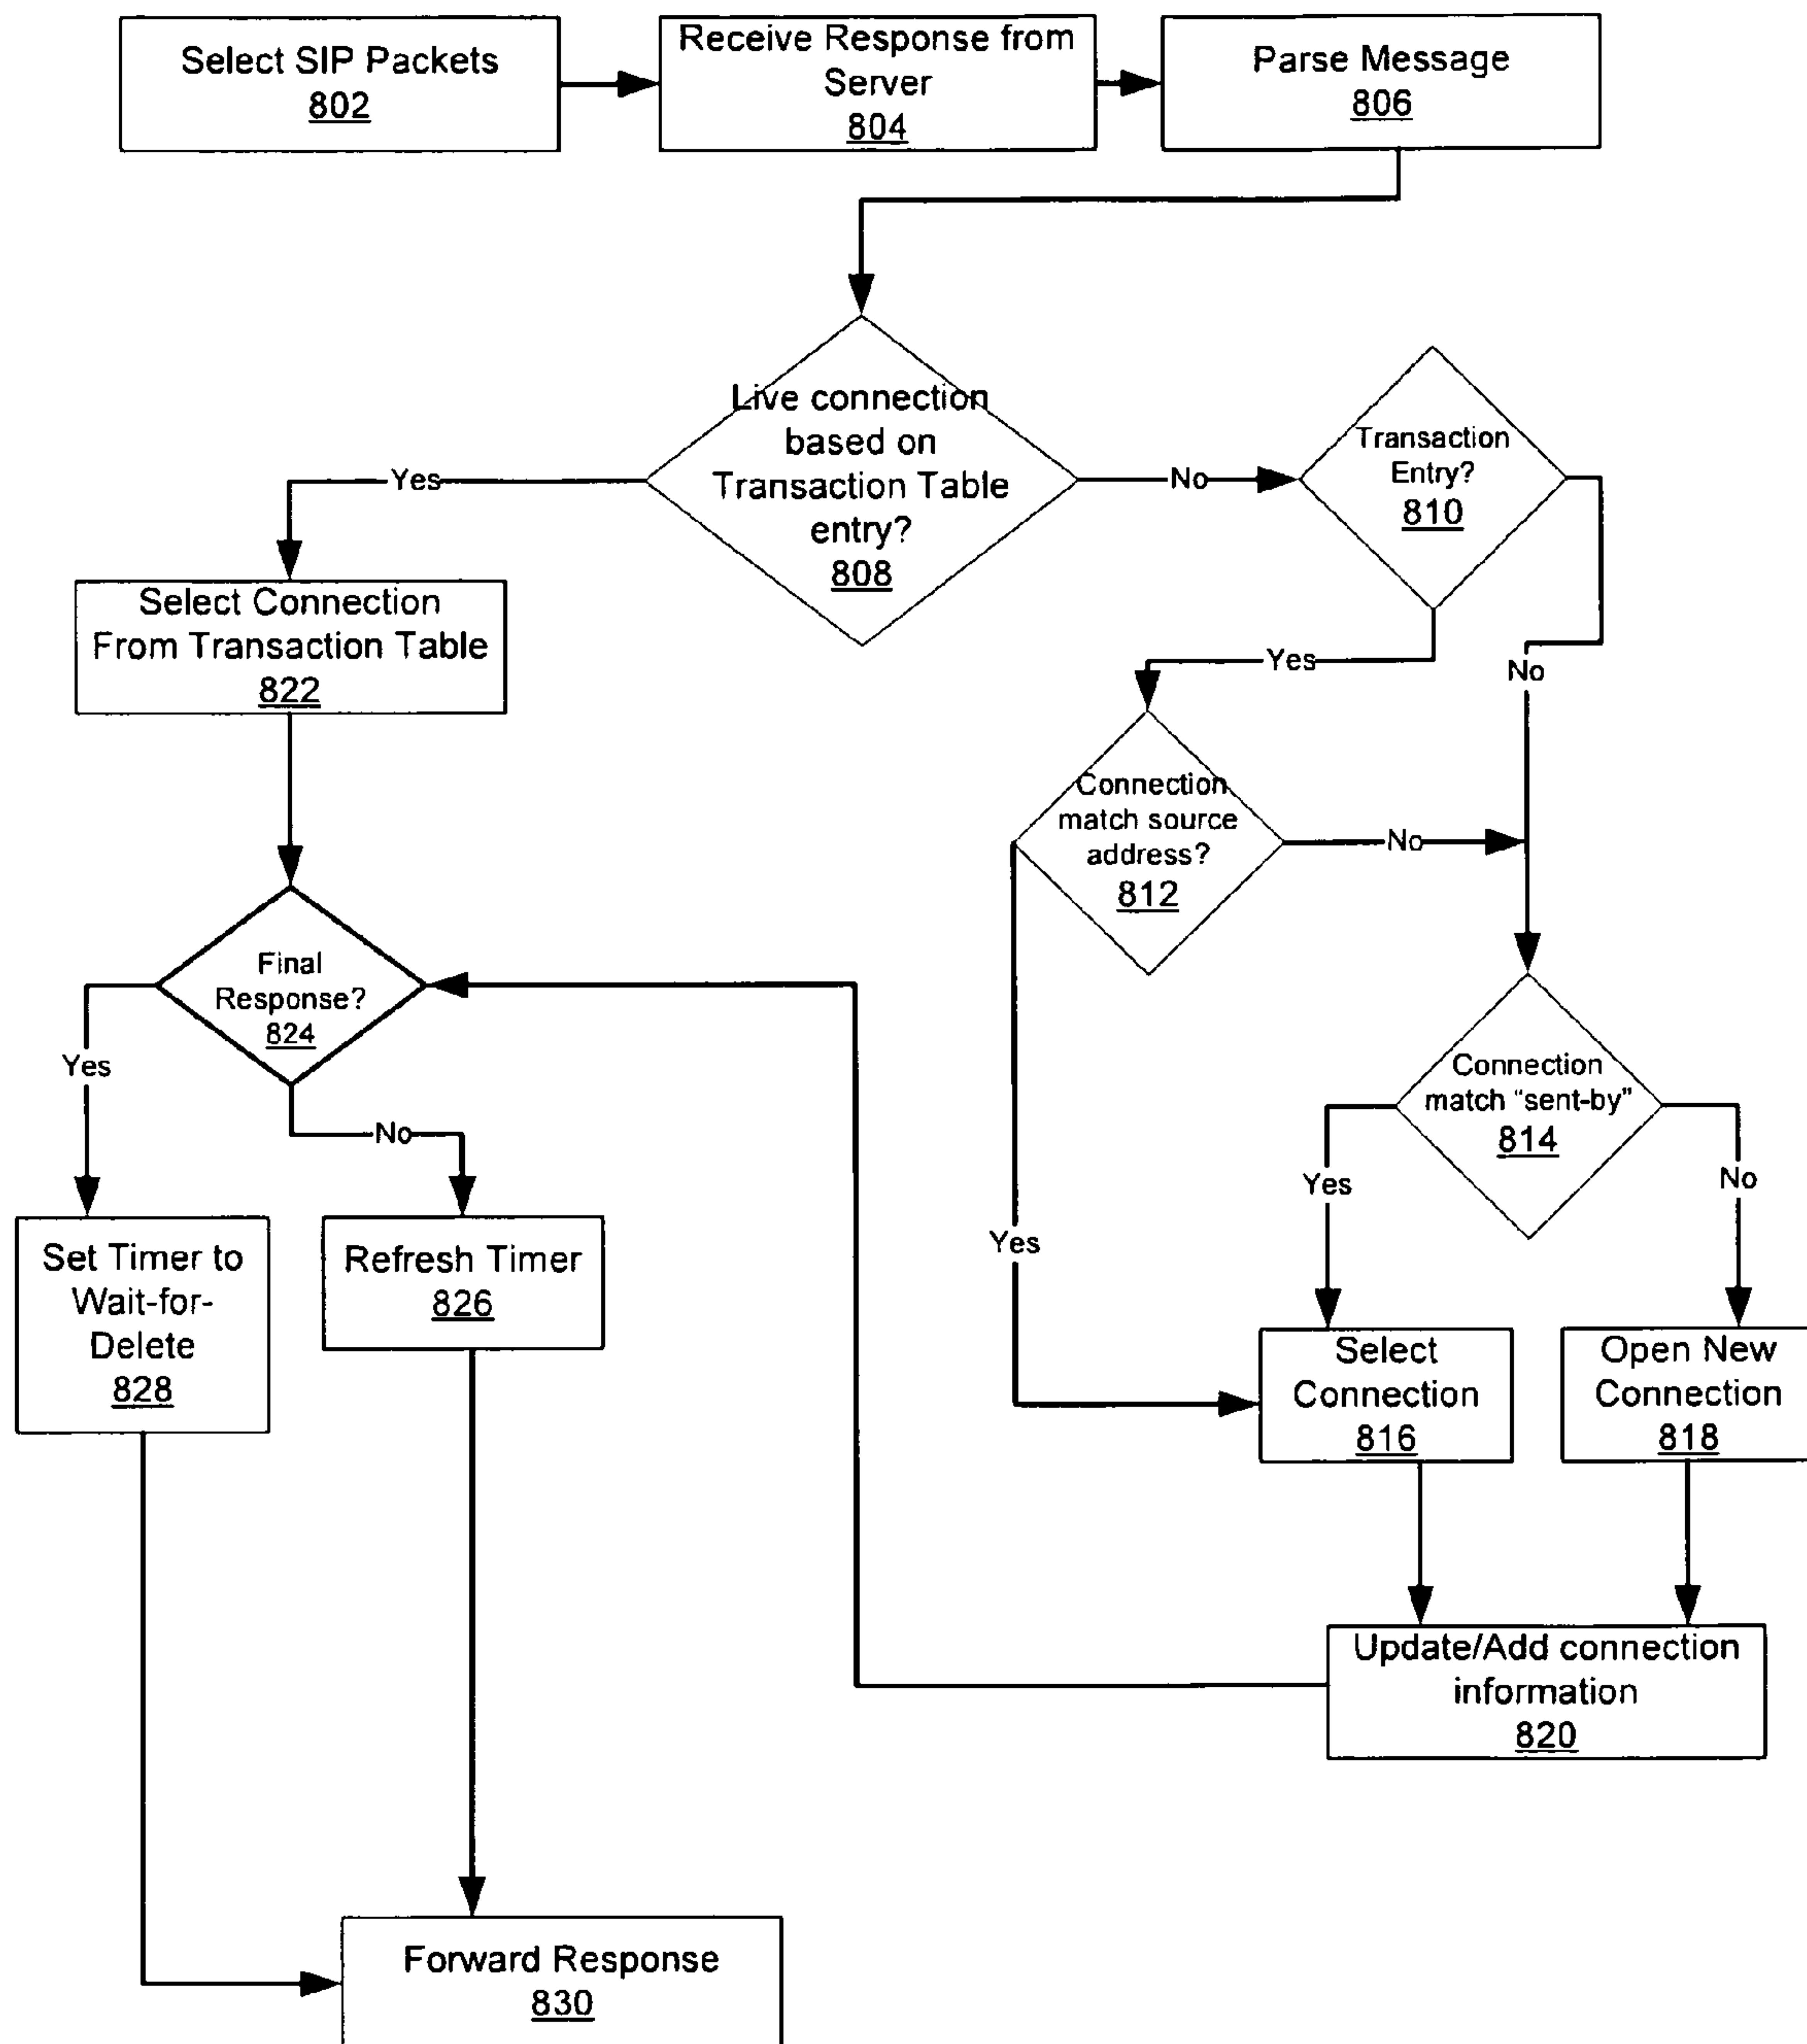 Select SIP Packets
802
Receive Response from
Server
804
Parse Message
806
Live connection
based on
Transaction Table
entry?
808
Yes
No
Transaction
Entry?
810
Yes
No
Select Connection
From Transaction Table
822
Connection
match source
address?
812
No
Yes
Final
Response?
824
Yes
No
Connection
match "sent-by"
814
Yes
No
Set Timer to
Wait-for-
Delete
828
Refresh Timer
826
Select
Connection
816
Open New
Connection
818
Update/Add connection
information
820
Forward Response
830